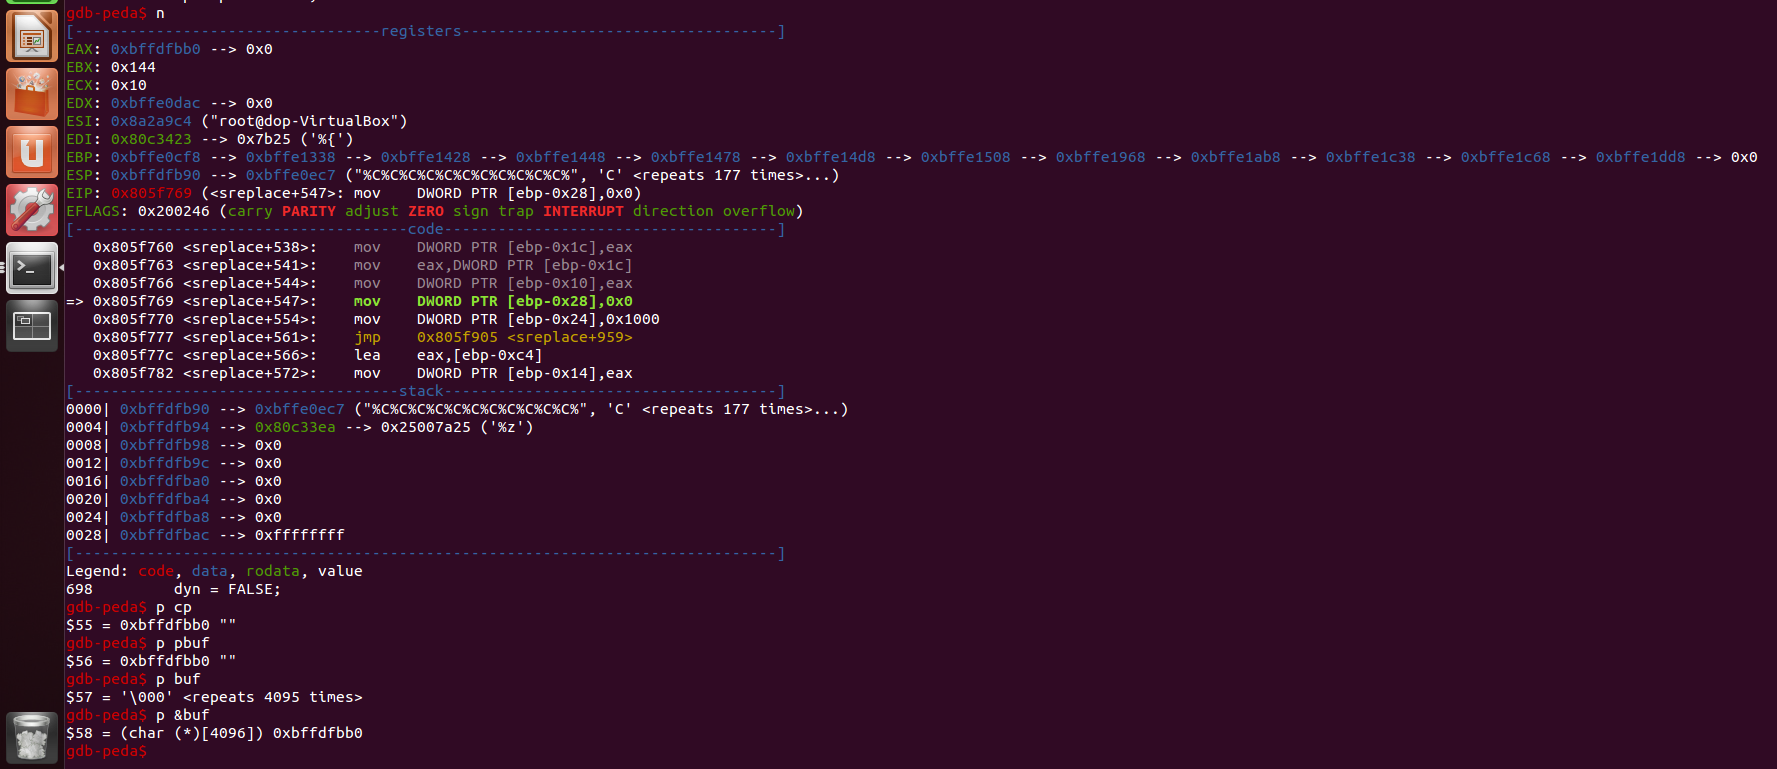 gdb-peda$ n
[----------------------------------registers-----------------------------------]
EAX: 0xbffdfbb0 --> 0x0
EBX: 0x144
ECX: 0x10
EDX: 0xbffe0dac --> 0x0
ESI: 0x8a2a9c4 ("root@dop-VirtualBox")
EDI: 0x80c3423 --> 0x7b25 ('%{')
EBP: 0xbffe0cf8 --> 0xbffe1338 --> 0xbffe1428 --> 0xbffe1448 --> 0xbffe1478 --> 0xbffe14d8 --> 0xbffe1508 --> 0xbffe1968 --> 0xbffe1ab8 --> 0xbffe1c38 --> 0xbffe1c68 --> 0xbffe1dd8 --> 0x0
ESP: 0xbffdfb90 --> 0xbffe0ec7 ("%C%C%C%C%C%C%C%C%C%C%C%", 'C' <repeats 177 times>...)
EIP: 0x805f769 (<sreplace+547>: mov    DWORD PTR [ebp-0x28],0x0)
EFLAGS: 0x200246 (carry PARITY adjust ZERO sign trap INTERRUPT direction overflow)
[-------------------------------------code-------------------------------------]
   0x805f760 <sreplace+538>:	mov    DWORD PTR [ebp-0x1c],eax
   0x805f763 <sreplace+541>:	mov    eax,DWORD PTR [ebp-0x1c]
   0x805f766 <sreplace+544>:	mov    DWORD PTR [ebp-0x10],eax
=> 0x805f769 <sreplace+547>:	mov    DWORD PTR [ebp-0x28],0x0
   0x805f770 <sreplace+554>:	mov    DWORD PTR [ebp-0x24],0x1000
   0x805f777 <sreplace+561>:	jmp    0x805f905 <sreplace+959>
   0x805f77c <sreplace+566>:	lea    eax,[ebp-0xc4]
   0x805f782 <sreplace+572>:	mov    DWORD PTR [ebp-0x14],eax
[------------------------------------stack-------------------------------------]
0000| 0xbffdfb90 --> 0xbffe0ec7 ("%C%C%C%C%C%C%C%C%C%C%C%C%", 'C' <repeats 177 times>...)
0004| 0xbffdfb94 --> 0x80c33ea --> 0x25007a25 ('%z')
0008| 0xbffdfb98 --> 0x0
0012| 0xbffdfb9c --> 0x0
0016| 0xbffdfba0 --> 0x0
0020| 0xbffdfba4 --> 0x0
0024| 0xbffdfba8 --> 0x0
0028| 0xbffdfbac --> 0xffffffff
[------------------------------------------------------------------------------]
Legend: code, data, rodata, value
698	        dyn = FALSE;
gdb-peda$ p cp
$55 = 0xbffdfbb0 ""
gdb-peda$ p pbuf
$56 = 0xbffdfbb0 ""
gdb-peda$ p buf
$57 = '\000' <repeats 4095 times>
gdb-peda$ p &buf
$58 = (char (*)[4096]) 0xbffdfbb0
gdb-peda$